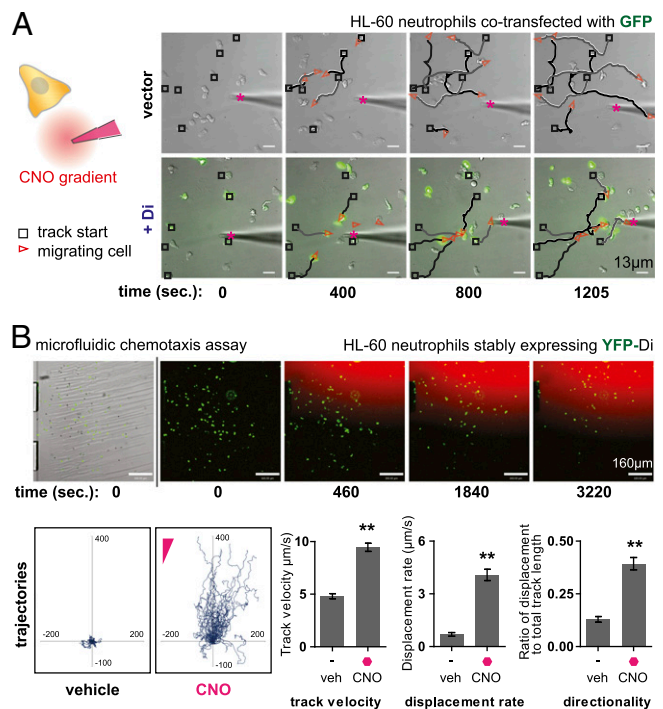 A
HL-60 neutrophils co-transfected with GFP
vector
CNO gradient
+ Di
track start
migrating cell
13µm
time (sec.): 0 400 800 1205
B
microfluidic chemotaxis assay
HL-60 neutrophils stably expressing YFP-Di
160µm
time (sec.): 0 0 460 1840 3220
trajectories
400
-200 200
-100
vehicle
400
-200 200
-100
CNO
Track velocity µm/s
10
5
0
**
-
veh CNO
track velocity
Displacement rate (µm/s)
6
3
0
**
-
veh CNO
displacement rate
Ratio of displacement
to total track length
0.50
0.25
0.00
**
-
veh CNO
directionality